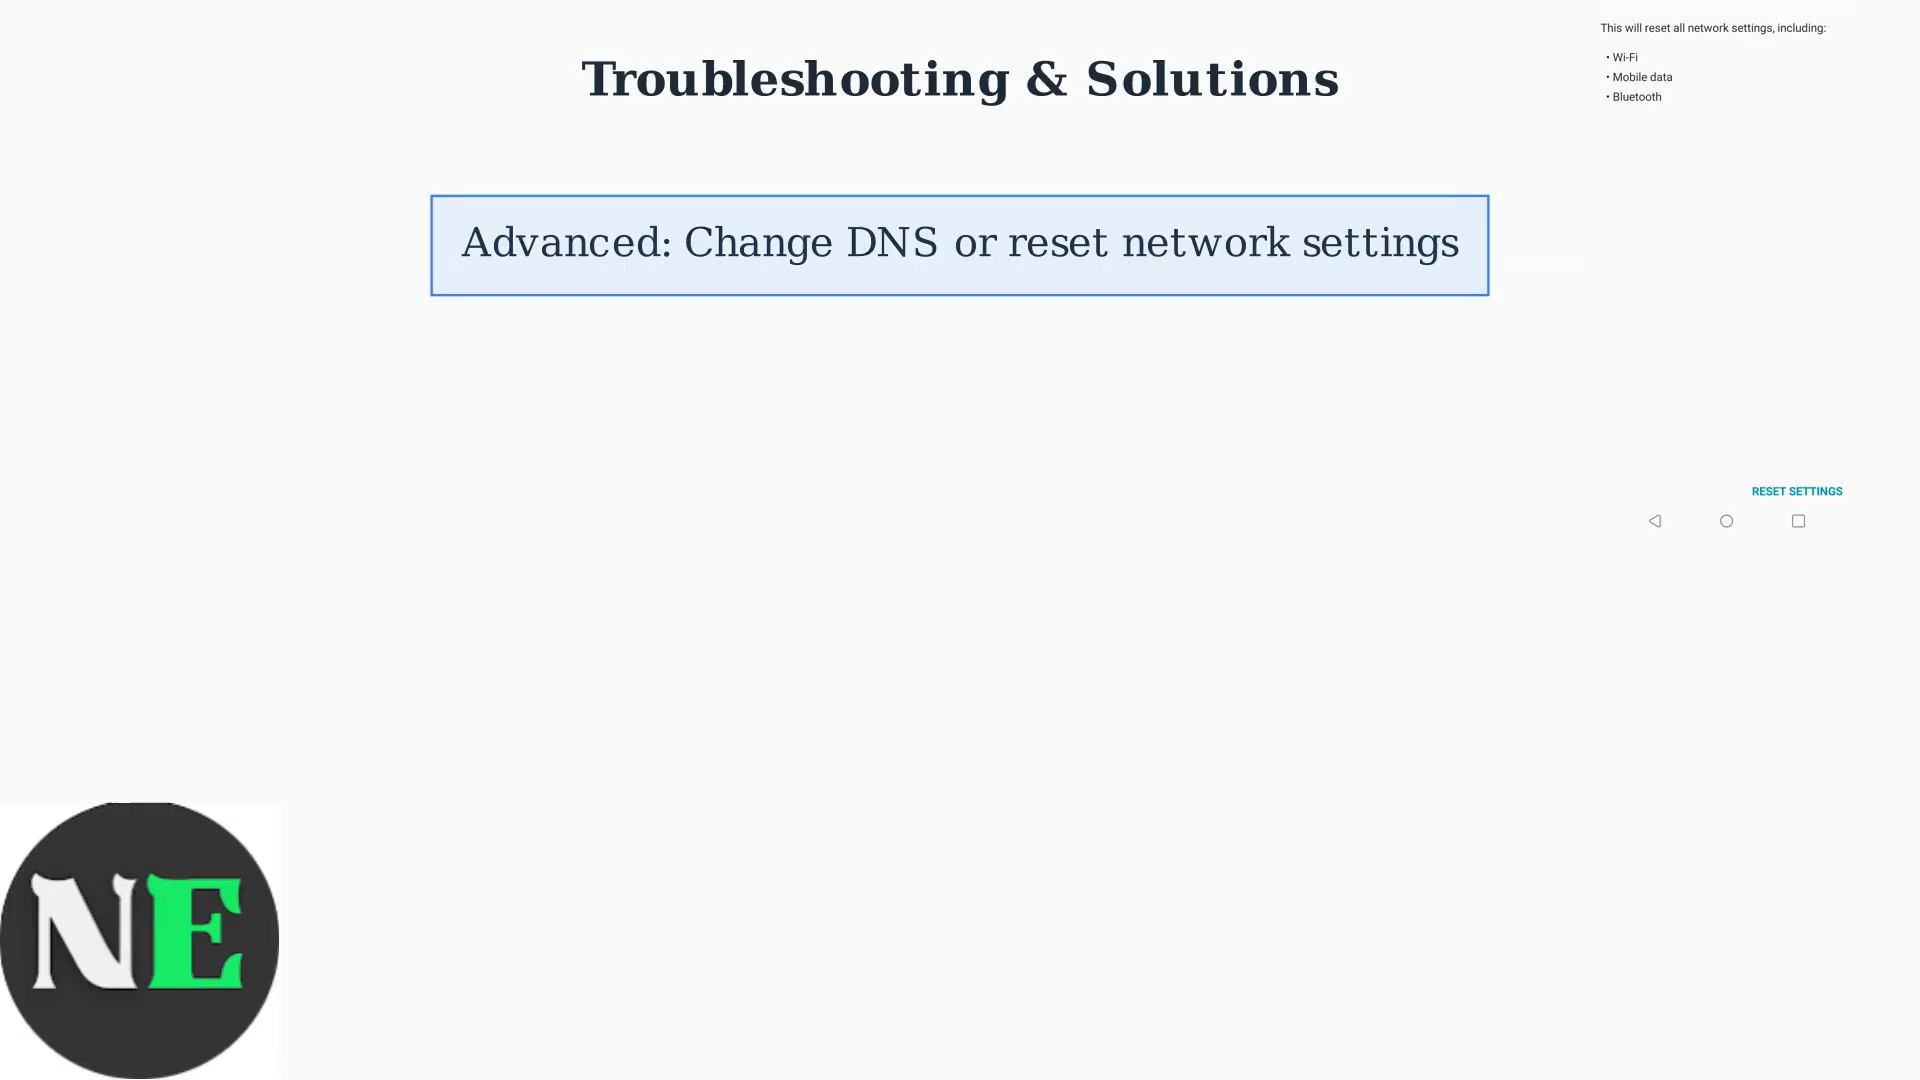 Troubleshooting & Solutions
Advanced: Change DNS or reset network settings
This will reset all network settings, including:
• Wi-Fi
• Mobile data
• Bluetooth
RESET SETTINGS
NE